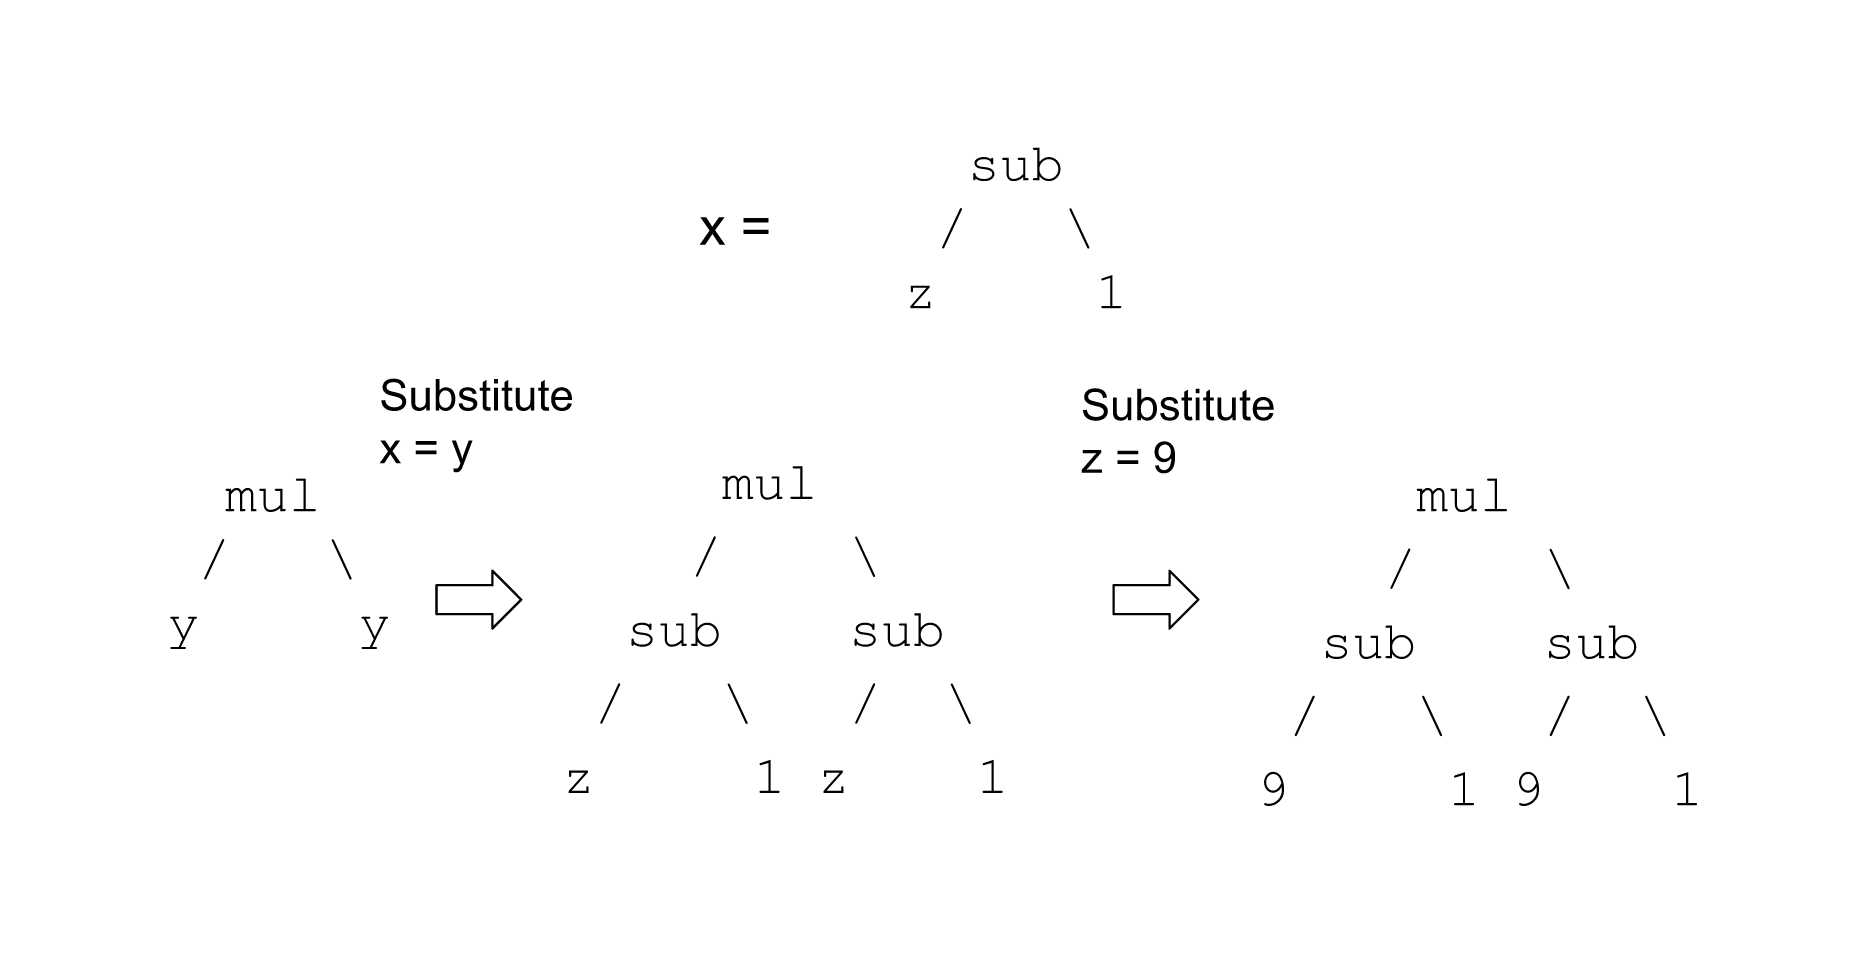 sub
x =
z 1
Substitute
x = y
Substitute
z = 9
mul
mul
mul
y y
sub sub
sub sub
z 1 z 1
9 1 9 1